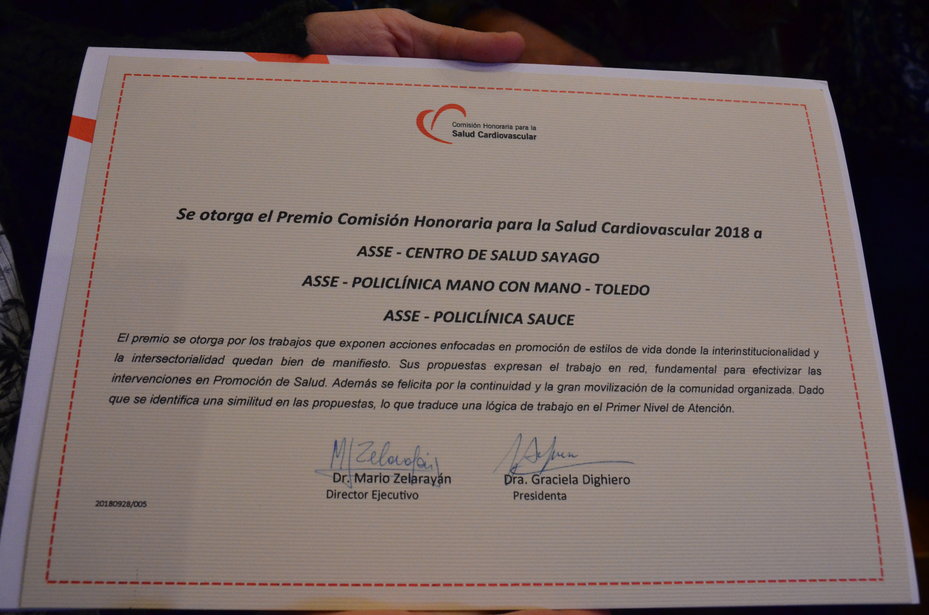 Comisión Honoraria para la
Salud Cardiovascular
Se otorga el Premio Comisión Honoraria para la Salud Cardiovascular 2018 a
ASSE - CENTRO DE SALUD SAYAGO
ASSE - POLICLÍNICA MANO CON MANO - TOLEDO
ASSE - POLICLÍNICA SAUCE
El premio se otorga por los trabajos que exponen acciones enfocadas en promoción de estilos de vida donde la interinstitucionalidad y
la intersectorialidad quedan bien de manifiesto. Sus propuestas expresan el trabajo en red, fundamental para efectivizar las
intervenciones en Promoción de Salud. Además se felicita por la continuidad y la gran movilización de la comunidad organizada. Dado
que se identifica una similitud en las propuestas, lo que traduce una lógica de trabajo en el Primer Nivel de Atención.
M Zelarayán
Dr. Mario Zelarayán
Director Ejecutivo
Dra. Graciela Dighiero
Presidenta
20180928/005